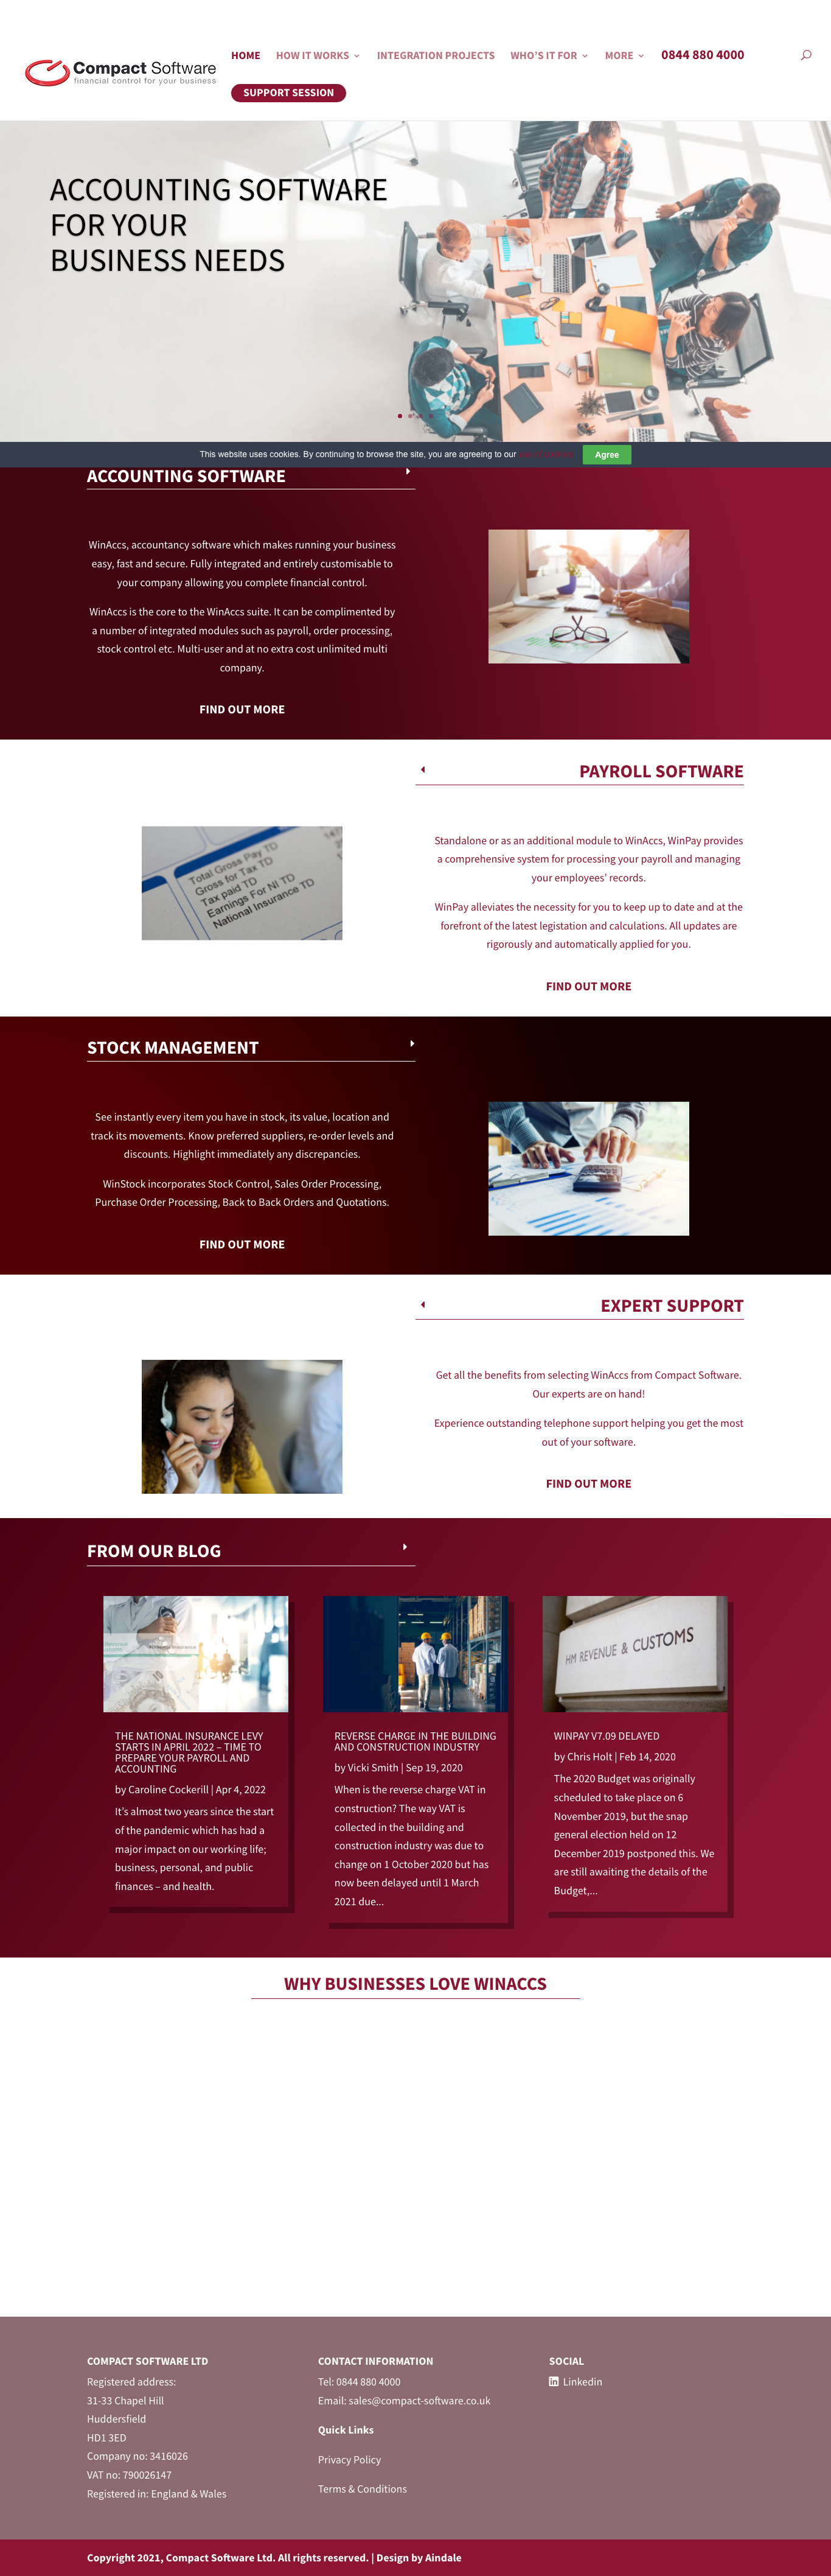 Compact Software
financial control for your business
HOME
HOW IT WORKS
INTEGRATION PROJECTS
WHO'S IT FOR
MORE
0844 880 4000
SUPPORT SESSION
ACCOUNTING SOFTWARE
FOR YOUR
BUSINESS NEEDS
This website uses cookies. By continuing to browse the site, you are agreeing to our
Agree
ACCOUNTING SOFTWARE
WinAccs, accountancy software which makes running your business
easy, fast and secure. Fully integrated and entirely customisable to
your company allowing you complete financial control.
WinAccs is the core to the WinAccs suite. It can be complimented by
a number of integrated modules such as payroll, order processing,
stock control etc. Multi-user and at no extra cost unlimited multi
company.
FIND OUT MORE
PAYROLL SOFTWARE
Total Gross Pay TD
Gross for Tax TD
Tax paid TD
Earnings For NI TD
National Insurance TD
Standalone or as an additional module to WinAccs, WinPay provides
a comprehensive system for processing your payroll and managing
your employees' records.
WinPay alleviates the necessity for you to keep up to date and at the
forefront of the latest legistation and calculations. All updates are
rigorously and automatically applied for you.
FIND OUT MORE
STOCK MANAGEMENT
See instantly every item you have in stock, its value, location and
track its movements. Know preferred suppliers, re-order levels and
discounts. Highlight immediately any discrepancies.
WinStock incorporates Stock Control, Sales Order Processing,
Purchase Order Processing, Back to Back Orders and Quotations.
FIND OUT MORE
EXPERT SUPPORT
Get all the benefits from selecting WinAccs from Compact Software.
Our experts are on hand!
Experience outstanding telephone support helping you get the most
out of your software.
FIND OUT MORE
FROM OUR BLOG
THE NATIONAL INSURANCE LEVY
STARTS IN APRIL 2022 – TIME TO
PREPARE YOUR PAYROLL AND
ACCOUNTING
by Caroline Cockerill | Apr 4, 2022
It's almost two years since the start
of the pandemic which has had a
major impact on our working life;
business, personal, and public
finances – and health.
REVERSE CHARGE IN THE BUILDING
AND CONSTRUCTION INDUSTRY
by Vicki Smith | Sep 19, 2020
When is the reverse charge VAT in
construction? The way VAT is
collected in the building and
construction industry was due to
change on 1 October 2020 but has
now been delayed until 1 March
2021 due...
HM REVENUE & CUSTOMS
WINPAY V7.09 DELAYED
by Chris Holt | Feb 14, 2020
The 2020 Budget was originally
scheduled to take place on 6
November 2019, but the snap
general election held on 12
December 2019 postponed this. We
are still awaiting the details of the
Budget,...
WHY BUSINESSES LOVE WINACCS
COMPACT SOFTWARE LTD
Registered address:
31-33 Chapel Hill
Huddersfield
HD1 3ED
Company no: 3416026
VAT no: 790026147
Registered in: England & Wales
CONTACT INFORMATION
Tel: 0844 880 4000
Email: sales@compact-software.co.uk
Quick Links
Privacy Policy
Terms & Conditions
SOCIAL
Linkedin
Copyright 2021, Compact Software Ltd. All rights reserved. | Design by Aindale